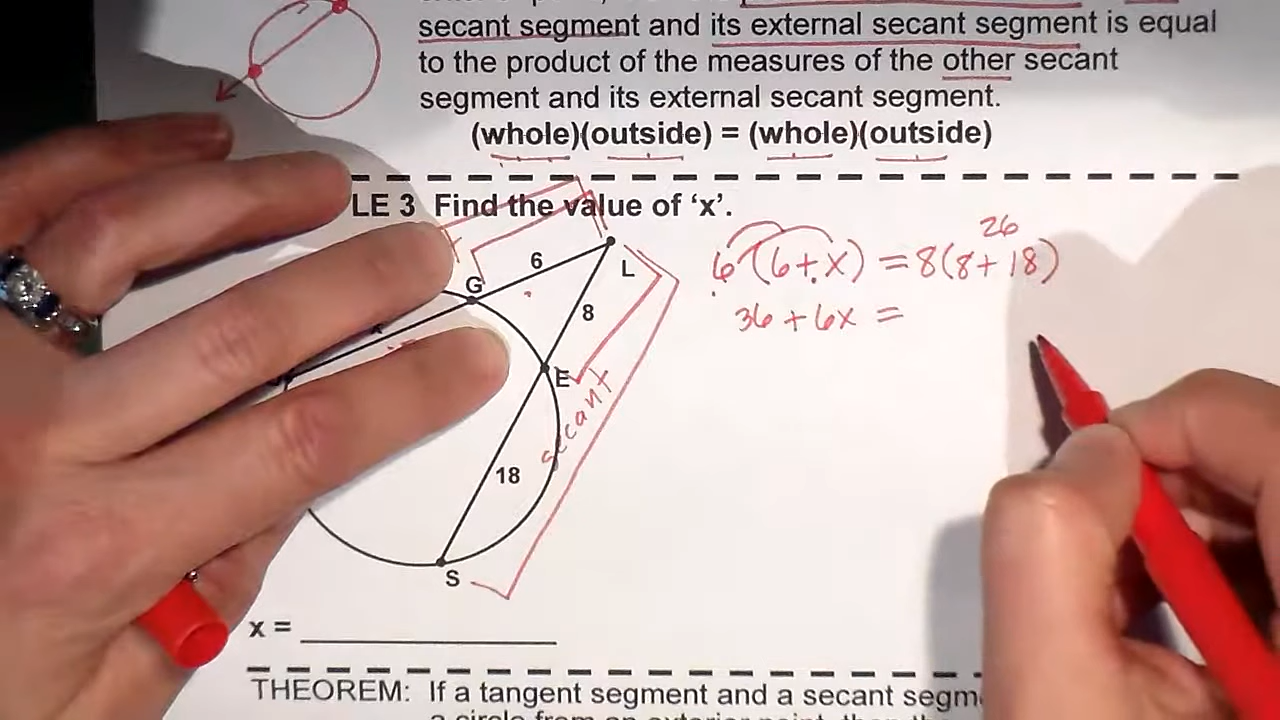 secant segment and its external secant segment is equal
to the product of the measures of the other secant
segment and its external secant segment.
(whole)(outside) = (whole)(outside)
LE 3 Find the value of ‘x’.
26
6(6+x) = 8(8+18)
36 + 6x =
6
L
G
8
E
secant
18
S
x =
THEOREM: If a tangent segment and a secant segm